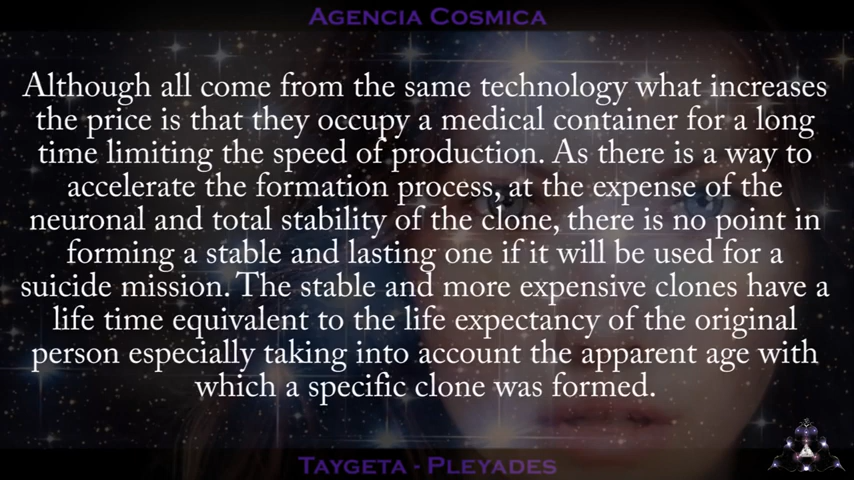 AGENCIA COSMICA
Although all come from the same technology what increases
the price is that they occupy a medical container for a long
time limiting the speed of production. As there is a way to
accelerate the formation process, at the expense of the
neuronal and total stability of the clone, there is no point in
forming a stable and lasting one if it will be used for a
suicide mission. The stable and more expensive clones have a
life time equivalent to the life expectancy of the original
person especially taking into account the apparent age with
which a specific clone was formed.
TAYGETA - PLEYADES